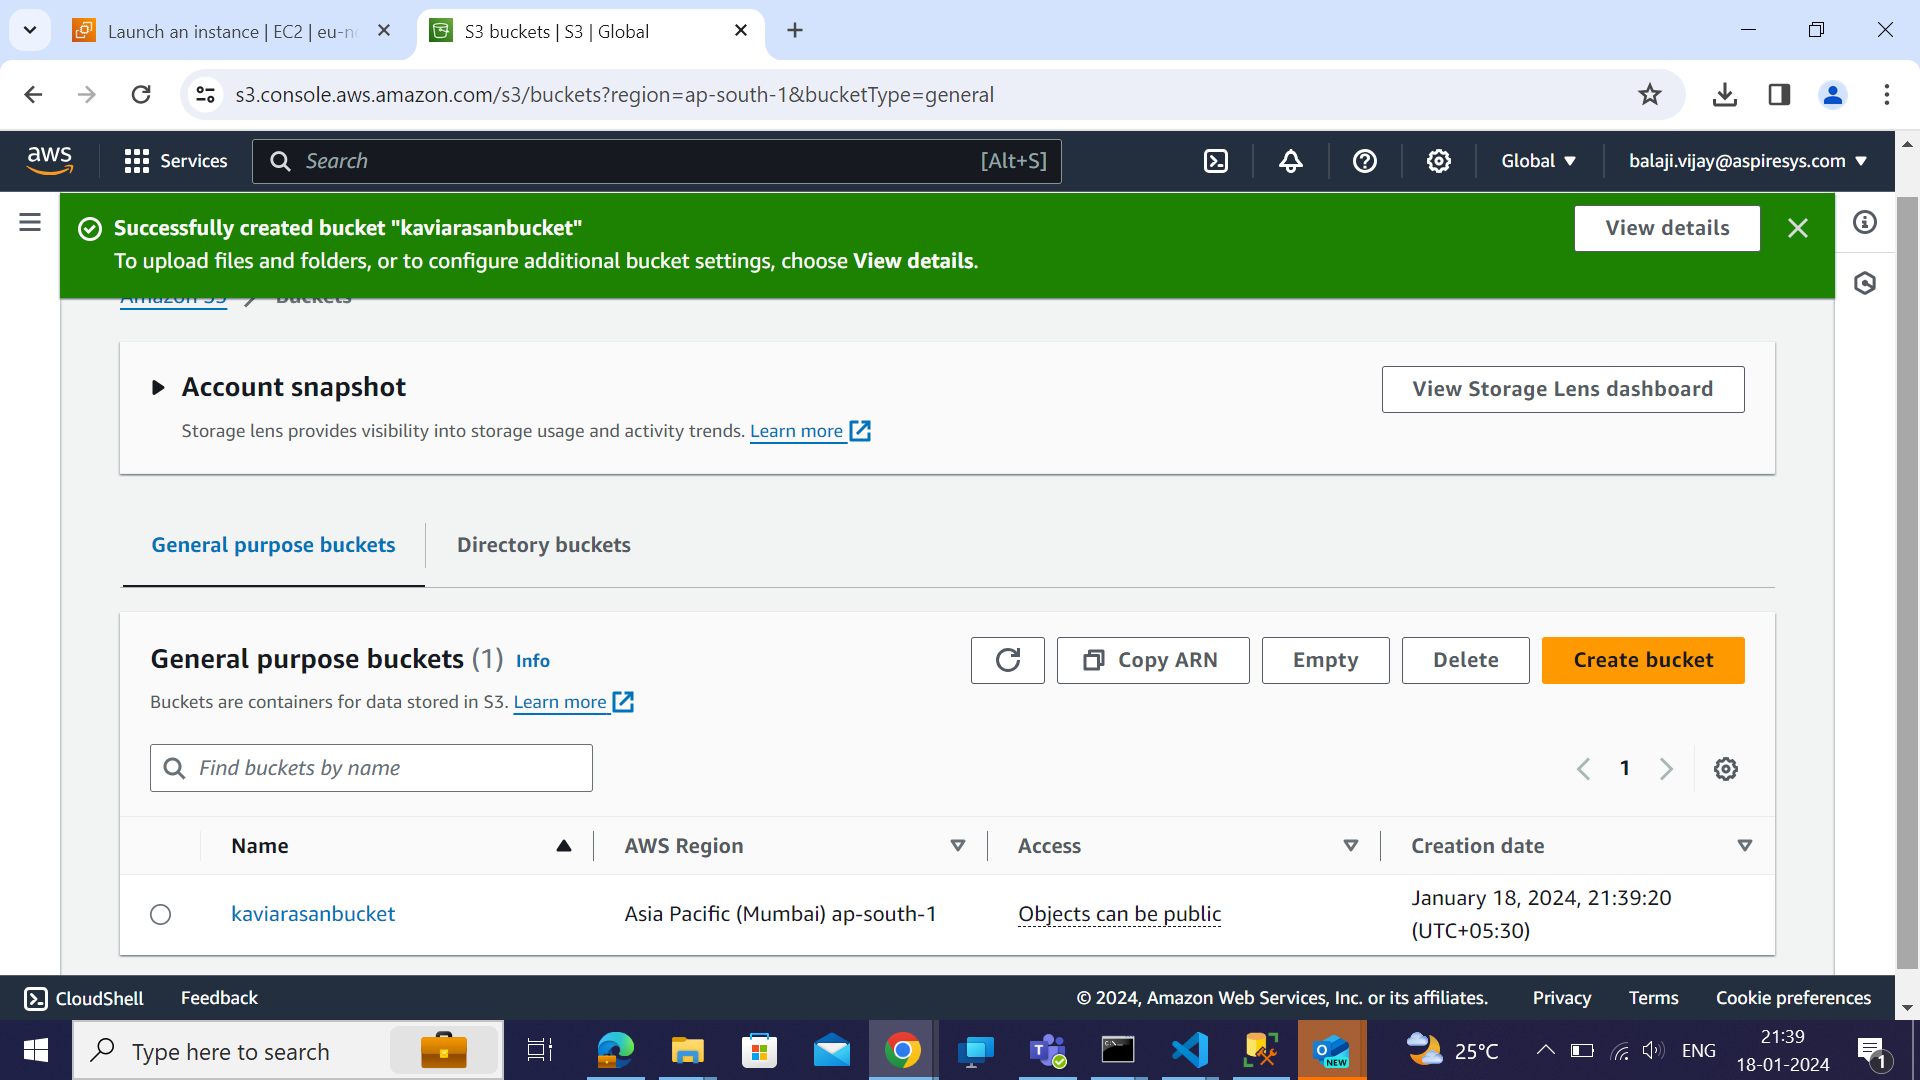 Launch an instance | EC2 | eu-n
S3 buckets | S3 | Global
s3.console.aws.amazon.com/s3/buckets?region=ap-south-1&bucketType=general
aws
Services
Search
[Alt+S]
Global
balaji.vijay@aspiresys.com
Successfully created bucket "kaviarasanbucket"
To upload files and folders, or to configure additional bucket settings, choose View details.
View details
Amazon S3
Buckets
Account snapshot
Storage lens provides visibility into storage usage and activity trends. Learn more
View Storage Lens dashboard
General purpose buckets
Directory buckets
General purpose buckets (1) Info
Buckets are containers for data stored in S3. Learn more
Copy ARN
Empty
Delete
Create bucket
Find buckets by name
1
Name
AWS Region
Access
Creation date
kaviarasanbucket
Asia Pacific (Mumbai) ap-south-1
Objects can be public
January 18, 2024, 21:39:20
(UTC+05:30)
CloudShell
Feedback
© 2024, Amazon Web Services, Inc. or its affiliates.
Privacy
Terms
Cookie preferences
Type here to search
NEW
25°C
ENG
21:39
18-01-2024
1